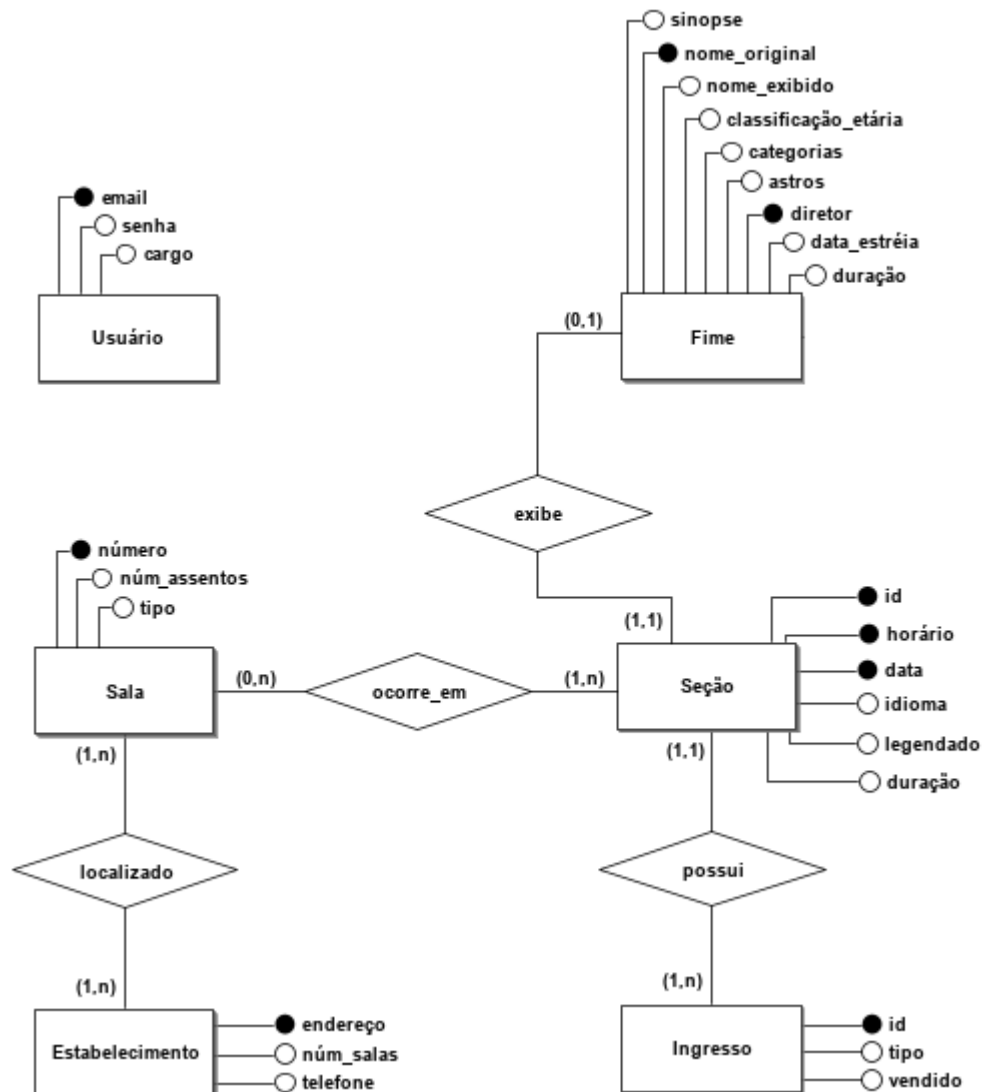 sinopse
nome_original
nome_exibido
classificação_etária
categorias
astros
diretor
data_estréia
duração
email
senha
cargo
Usuário
(0,1)
Fime
exibe
número
núm_assentos
tipo
(1,1)
id
horário
data
idioma
legendado
duração
Sala
(0,n)
ocorre_em
(1,n)
Seção
(1,n)
(1,1)
localizado
possui
(1,n)
(1,n)
Estabelecimento
endereço
núm_salas
telefone
Ingresso
id
tipo
vendido